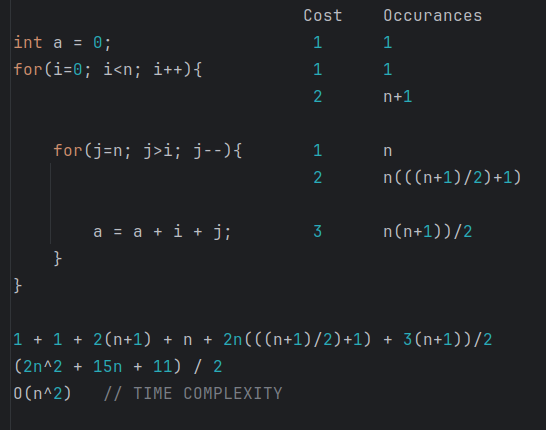 Cost Occurances
int a = 0; 1 1
for(i=0; i<n; i++){ 1 1
2 n+1
for(j=n; j>i; j--){ 1 n
2 n(((n+1)/2)+1)
a = a + i + j; 3 n(n+1))/2
}
}
1 + 1 + 2(n+1) + n + 2n(((n+1)/2)+1) + 3(n+1))/2
(2n^2 + 15n + 11) / 2
O(n^2) // TIME COMPLEXITY